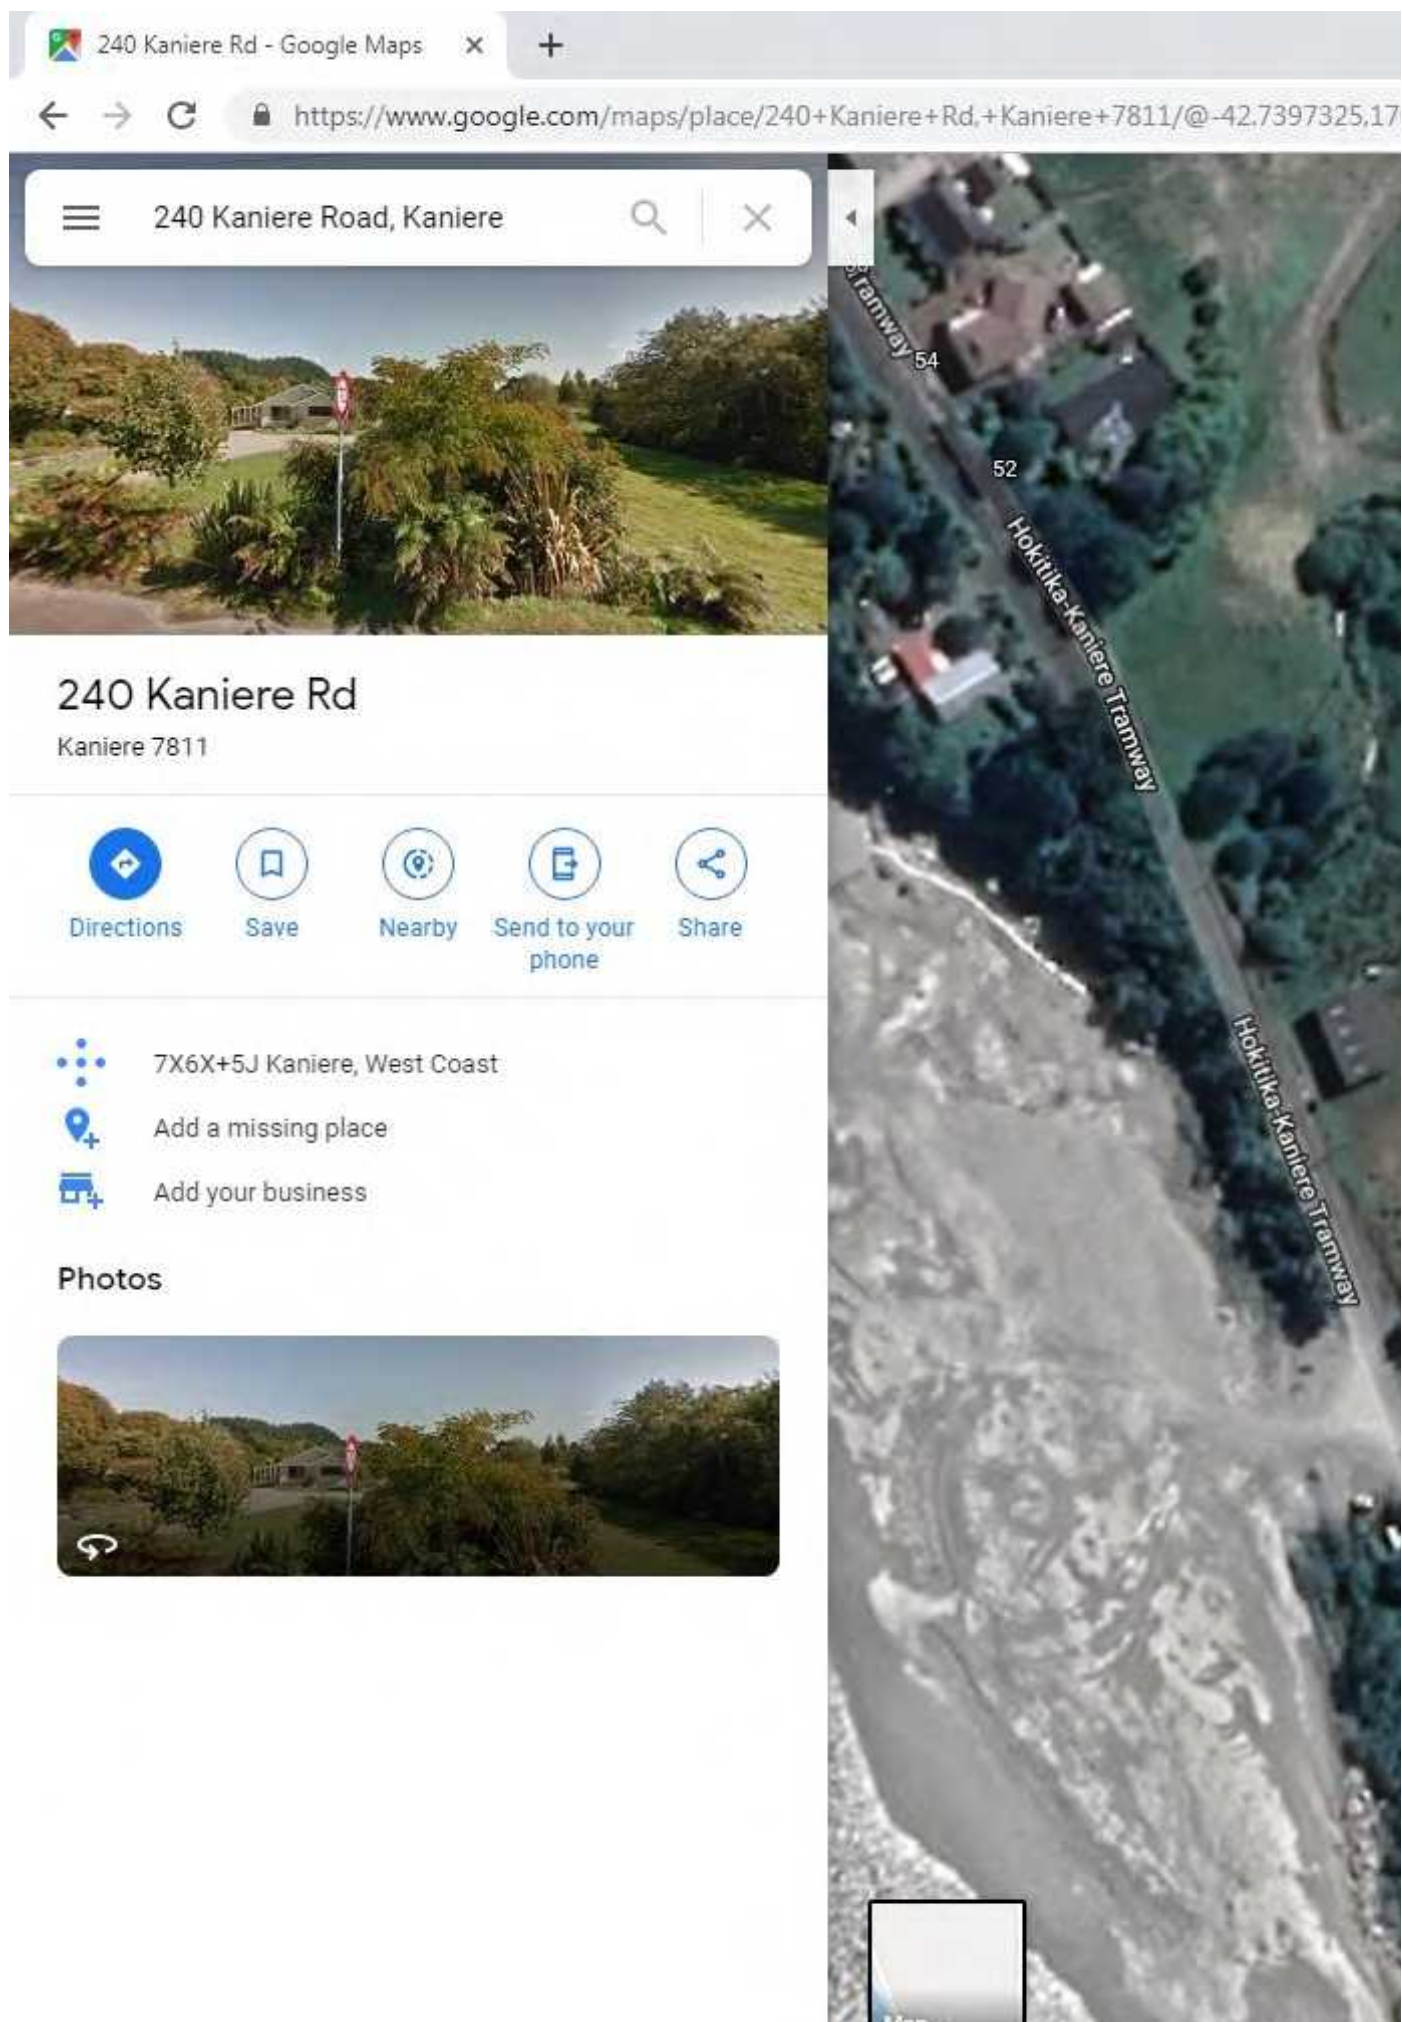 240 Kaniere Rd - Google Maps
https://www.google.com/maps/place/240+Kaniere+Rd,+Kaniere+7811/@-42.7397325,17
240 Kaniere Road, Kaniere
240 Kaniere Rd
Kaniere 7811
Directions
Save
Nearby
Send to your
phone
Share
7X6X+5J Kaniere, West Coast
Add a missing place
Add your business
Photos
Tramway
54
52
Hokitika-Kaniere Tramway
Hokitika-Kaniere Tramway